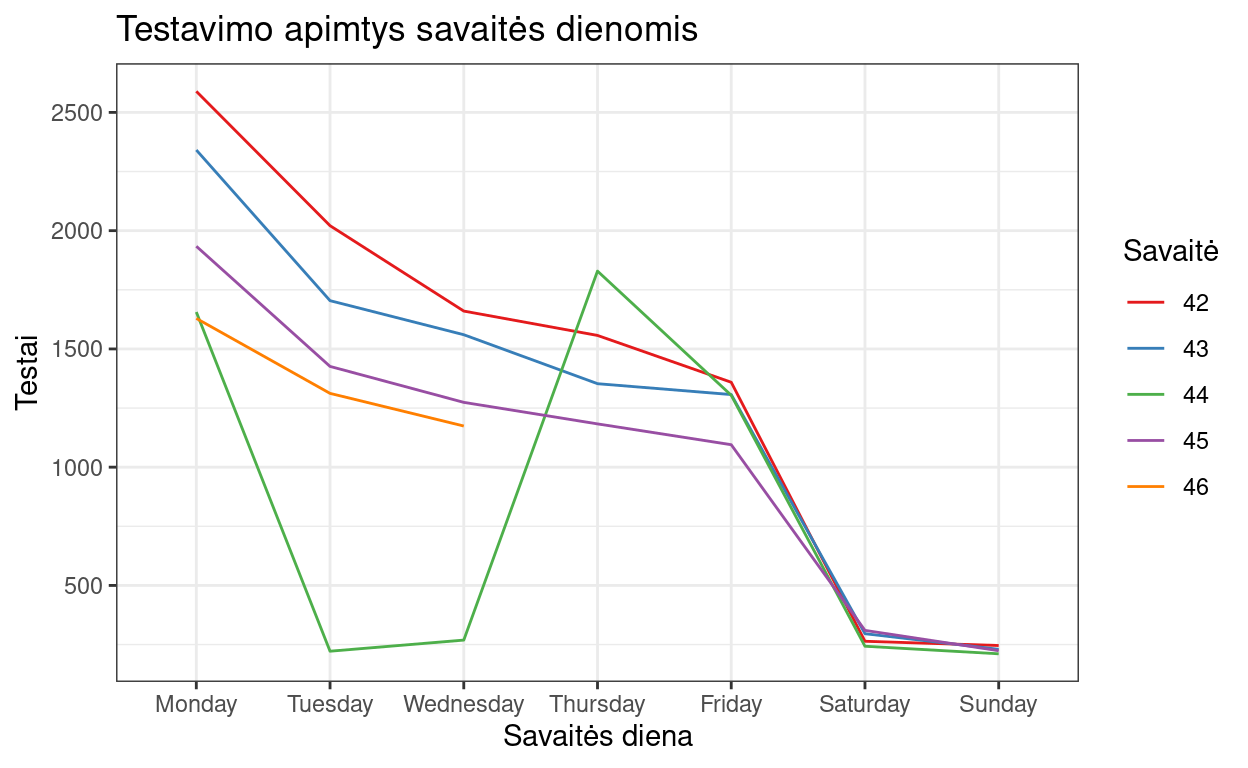 Testavimo apimtys savaitės dienomis
Testai
2500
2000
1500
1000
500
Monday Tuesday Wednesday Thursday Friday Saturday Sunday
Savaitės diena
Savaitė
42
43
44
45
46